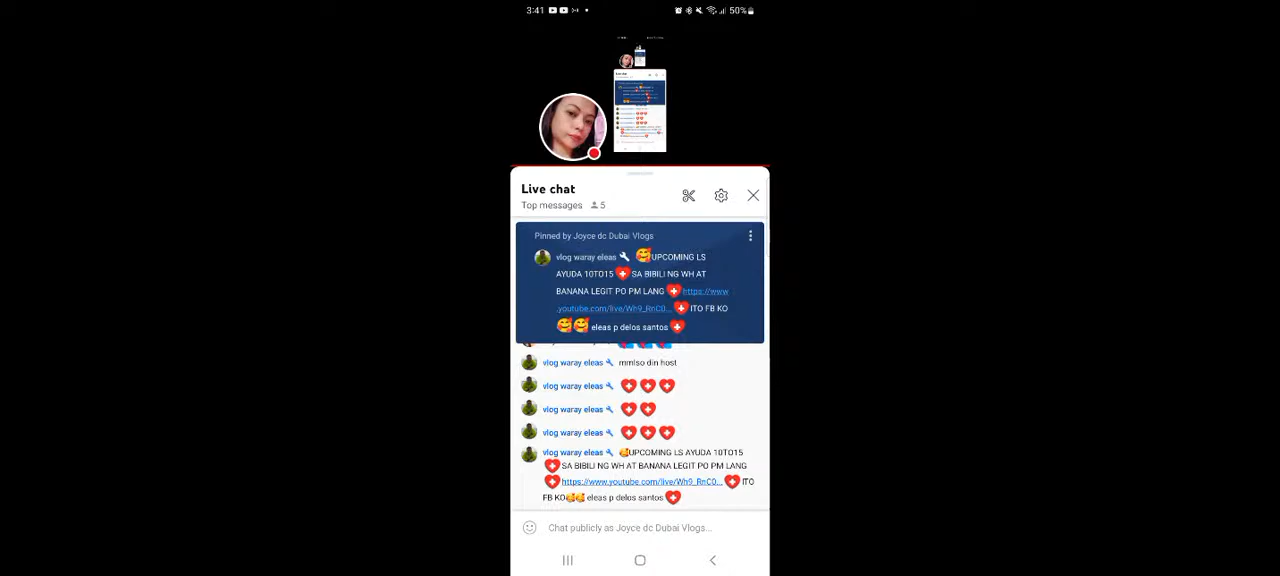 3:41
50%
Live chat
Top messages 5
Pinned by Joyce dc Dubai Vlogs
vlog waray eleas 🥰UPCOMING LS
AYUDA 10TO15 SA BIBILI NG WH AT
BANANA LEGIT PO PM LANG https://www
.youtube.com/live/Wh9_RnC0... ITO FB KO
🥰🥰 eleas p delos santos
vlog waray eleas mmiso din host
vlog waray eleas
vlog waray eleas
vlog waray eleas
vlog waray eleas 🥰UPCOMING LS AYUDA 10TO15
SA BIBILI NG WH AT BANANA LEGIT PO PM LANG
https://www.youtube.com/live/Wh9_RnC0... ITO
FB KO🥰🥰 eleas p delos santos
Chat publicly as Joyce dc Dubai Vlogs...